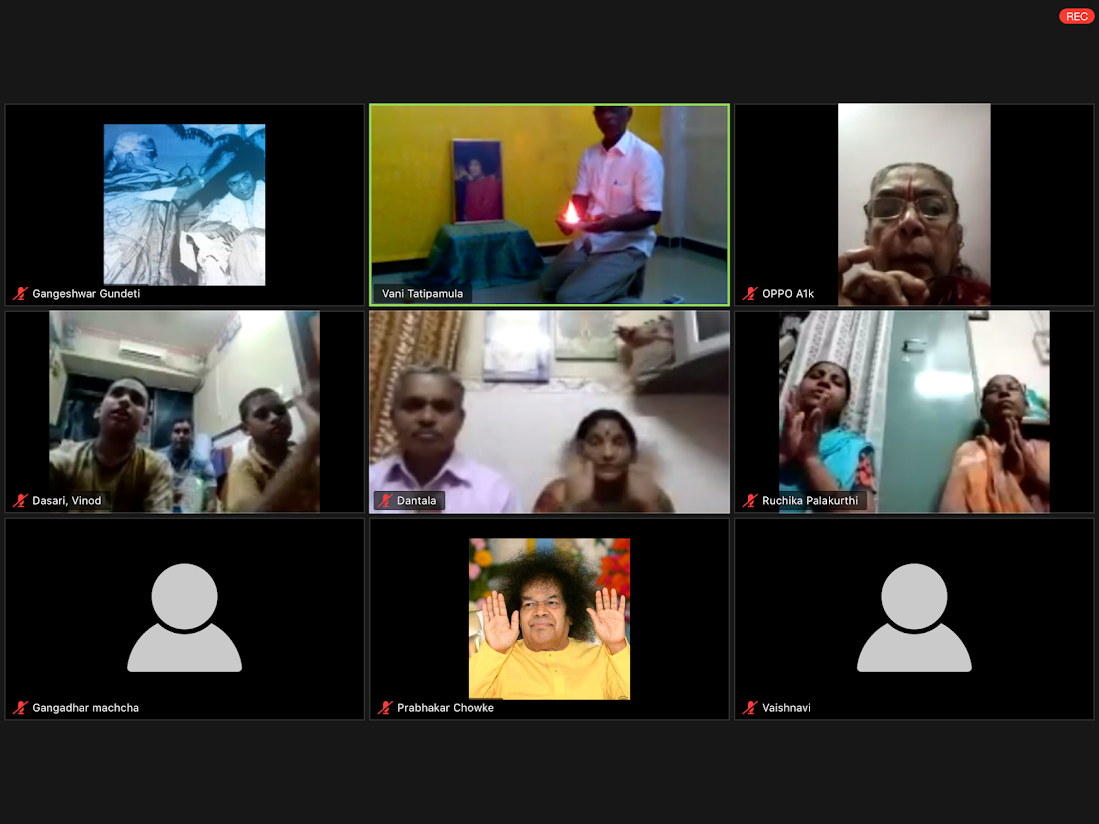 REC
Gangeshwar Gundeti
Vani Tatipamula
OPPO A1k
Dasari, Vinod
Dantala
Ruchika Palakurthi
Gangadhar machcha
Prabhakar Chowke
Vaishnavi